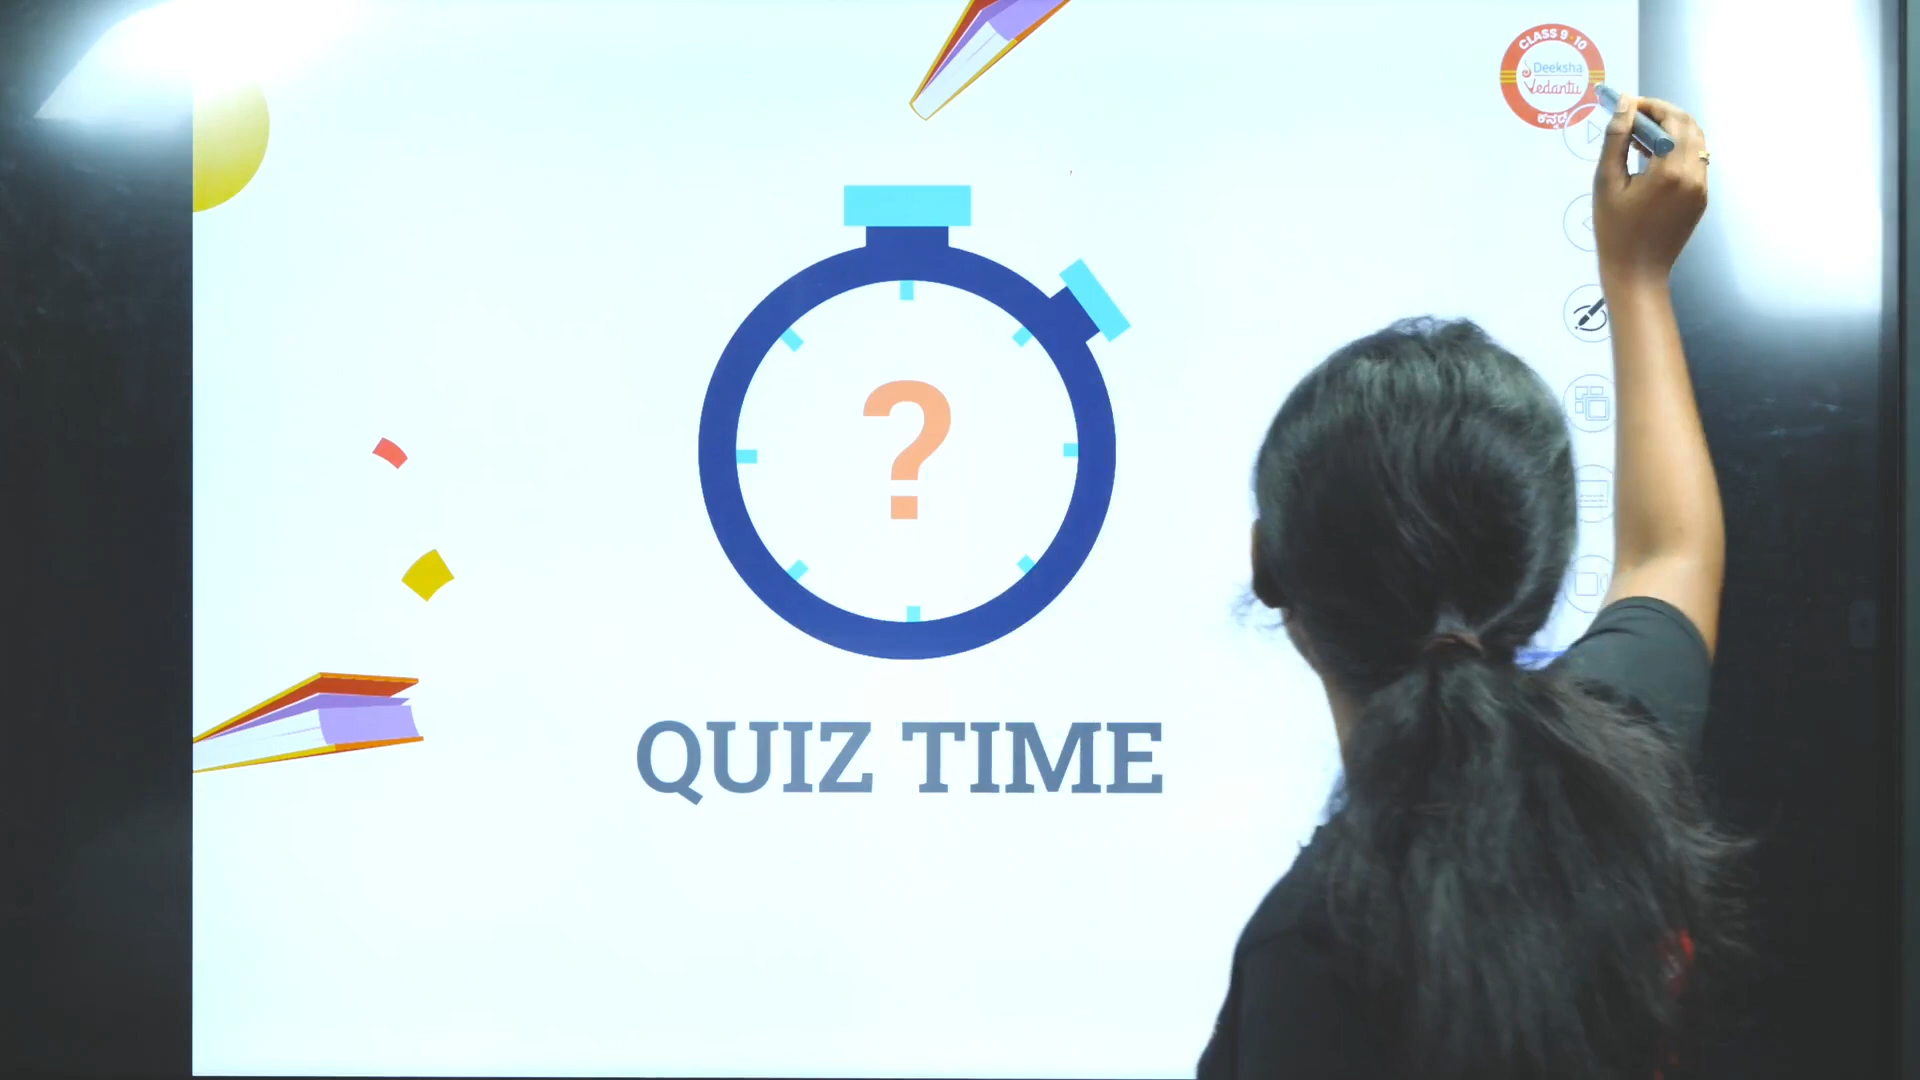 CLASS 9-10
Deeksha
Vedantu
ಕನ್ನಡ
?
QUIZ TIME